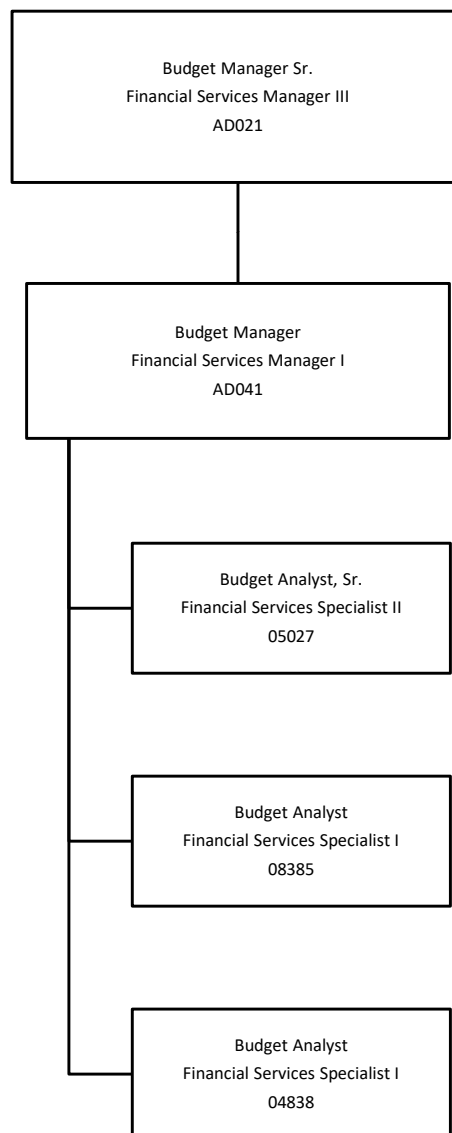 Budget Manager Sr.
Financial Services Manager III
AD021
Budget Manager
Financial Services Manager I
AD041
Budget Analyst, Sr.
Financial Services Specialist II
05027
Budget Analyst
Financial Services Specialist I
08385
Budget Analyst
Financial Services Specialist I
04838